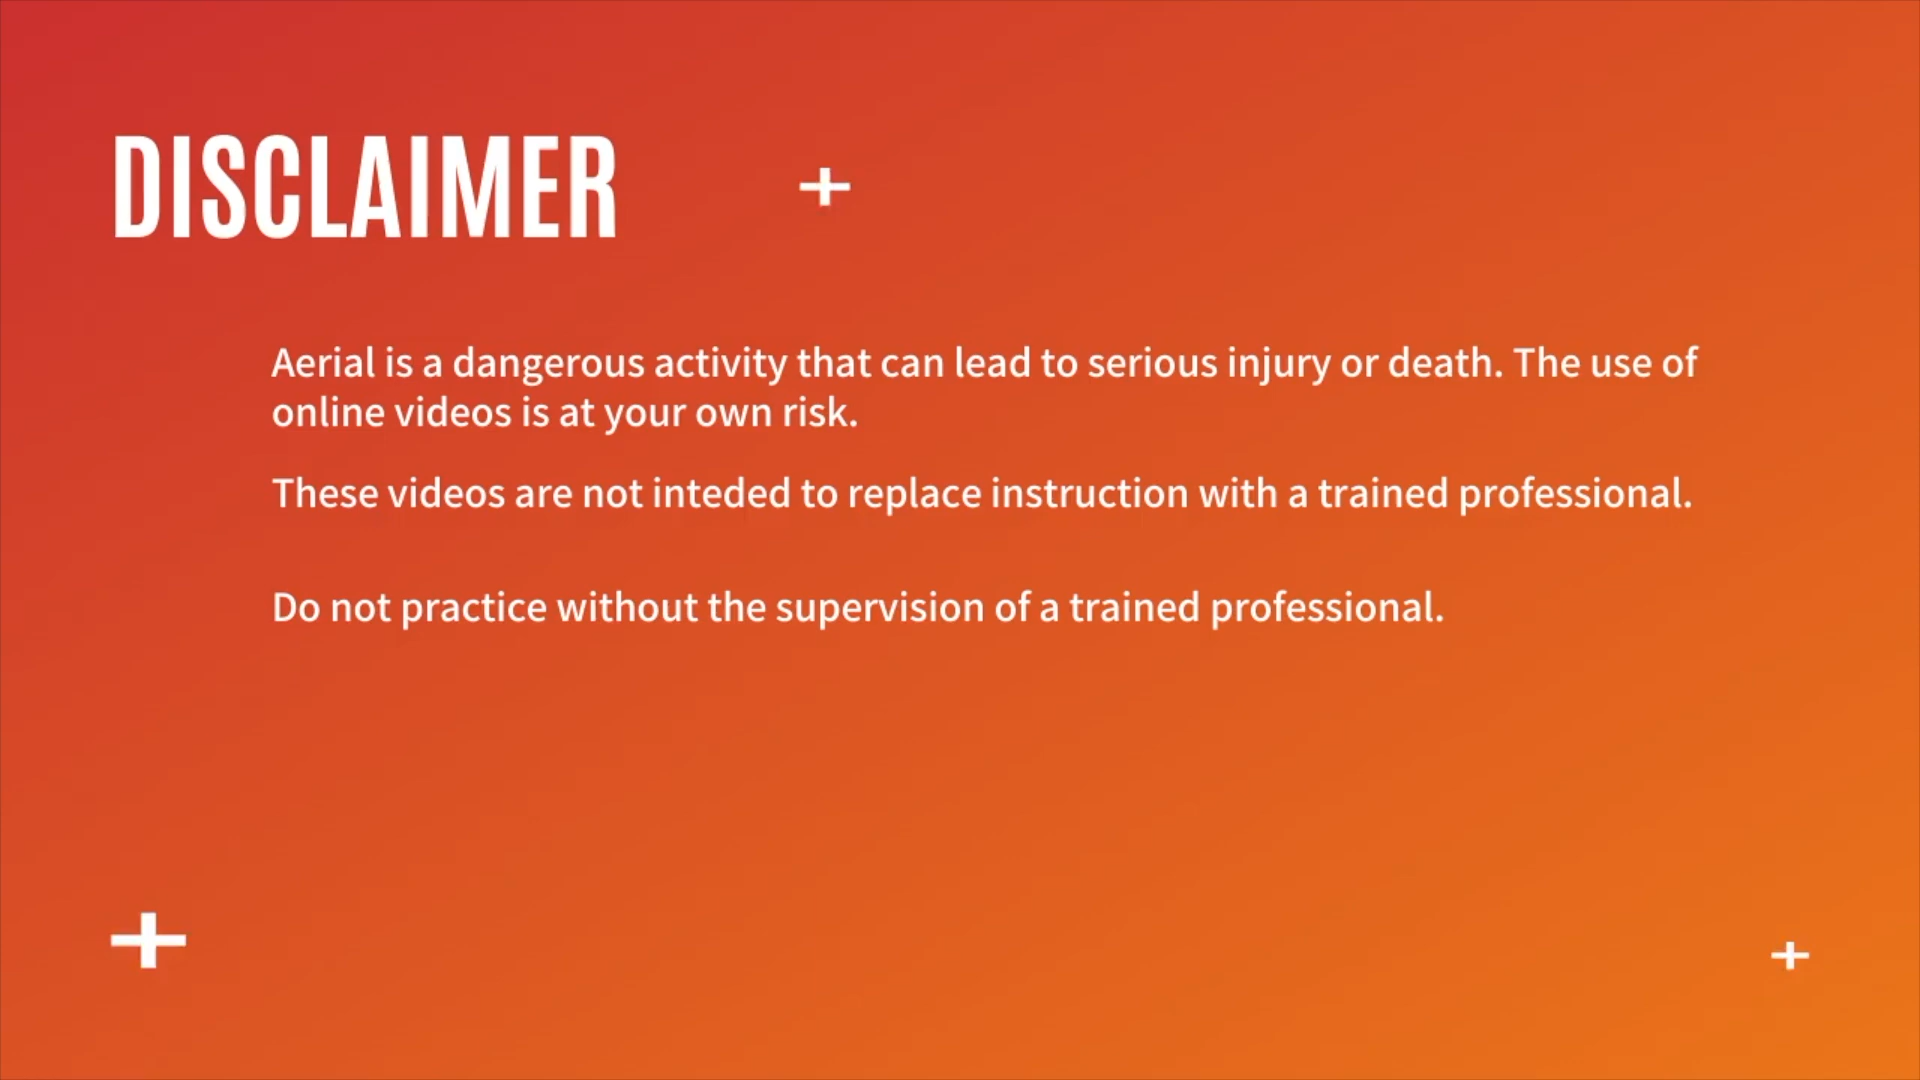 DISCLAIMER
Aerial is a dangerous activity that can lead to serious injury or death. The use of
online videos is at your own risk.
These videos are not inteded to replace instruction with a trained professional.
Do not practice without the supervision of a trained professional.